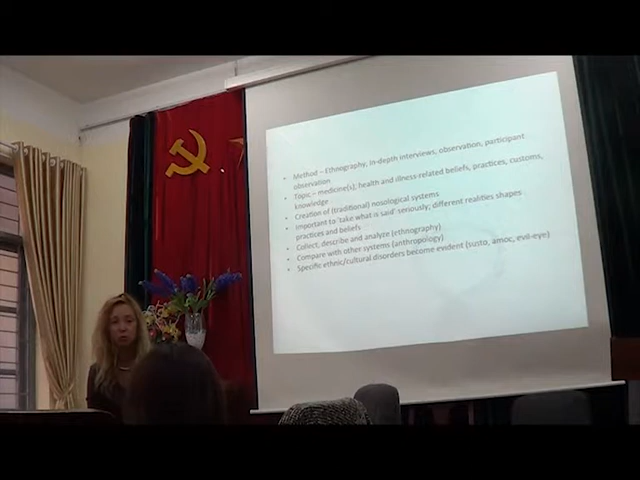 • Method – Ethnography, in-depth interviews, observation, participant
observation
• Topic – medicine(s), health and illness-related beliefs, practices, customs,
knowledge
• Creation of (traditional) nosological systems
• Important to 'take what is said' seriously; different realities shapes
practices and beliefs
• Collect, describe and analyze (ethnography)
• Compare with other systems (anthropology)
• Specific ethnic/cultural disorders become evident (susto, amoc, evil-eye)